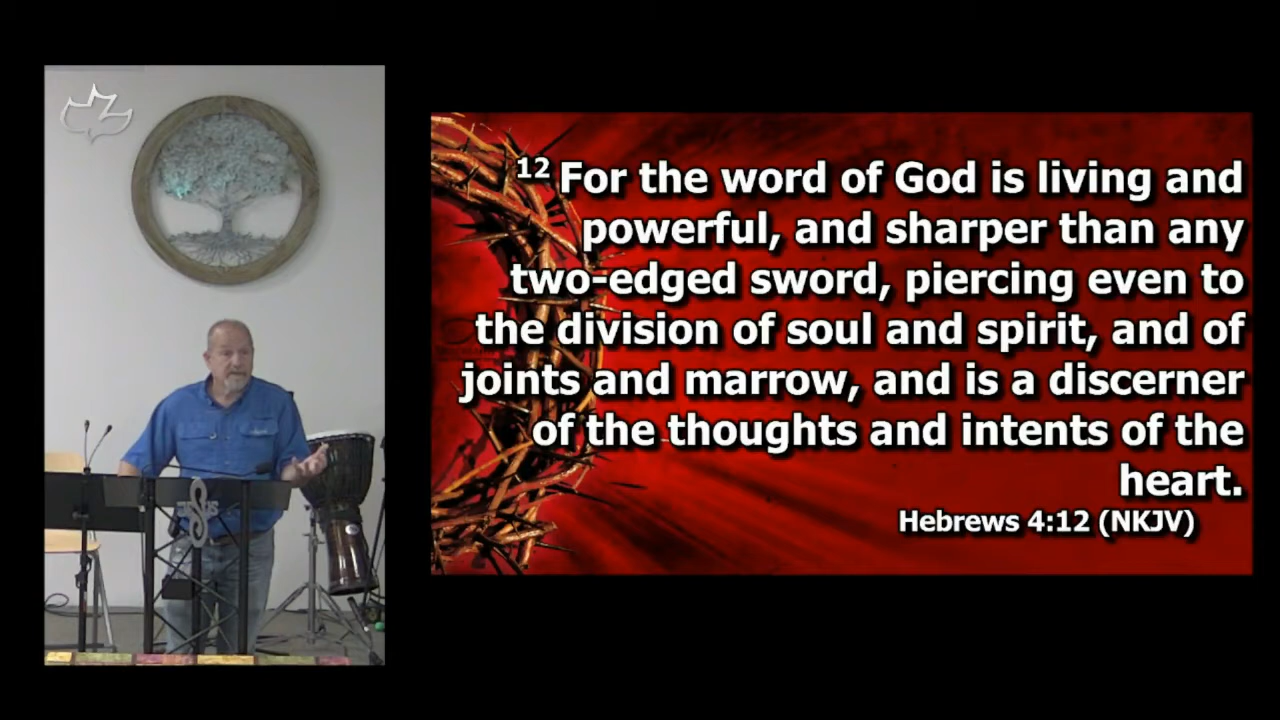 12 For the word of God is living and
powerful, and sharper than any
two-edged sword, piercing even to
the division of soul and spirit, and of
joints and marrow, and is a discerner
of the thoughts and intents of the
heart.
Hebrews 4:12 (NKJV)